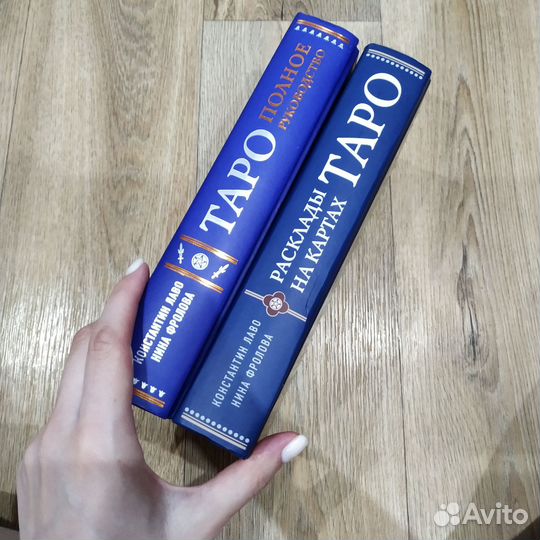 ТАРО
ПОЛНОЕ
РУКОВОДСТВО
КОНСТАНТИН ЛАВО
НИНА ФРОЛОВА
РАСКЛАДЫ
НА КАРТАХ
ТАРО
КОНСТАНТИН ЛАВО
НИНА ФРОЛОВА
Avito